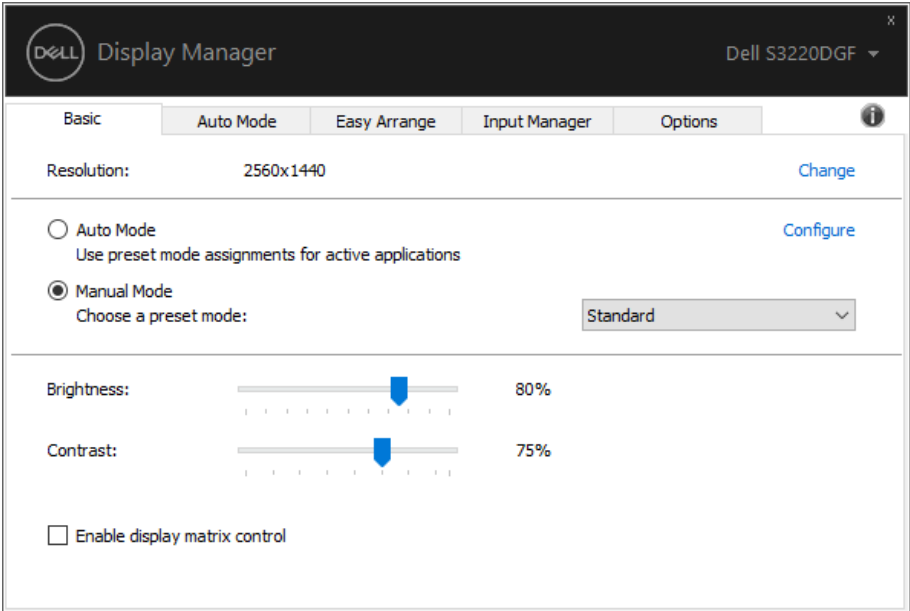 x
DELL Display Manager Dell S3220DGF
Basic Auto Mode Easy Arrange Input Manager Options i
Resolution: 2560x1440 Change
Auto Mode Configure
Use preset mode assignments for active applications
Manual Mode
Choose a preset mode: Standard
Brightness: 80%
Contrast: 75%
Enable display matrix control